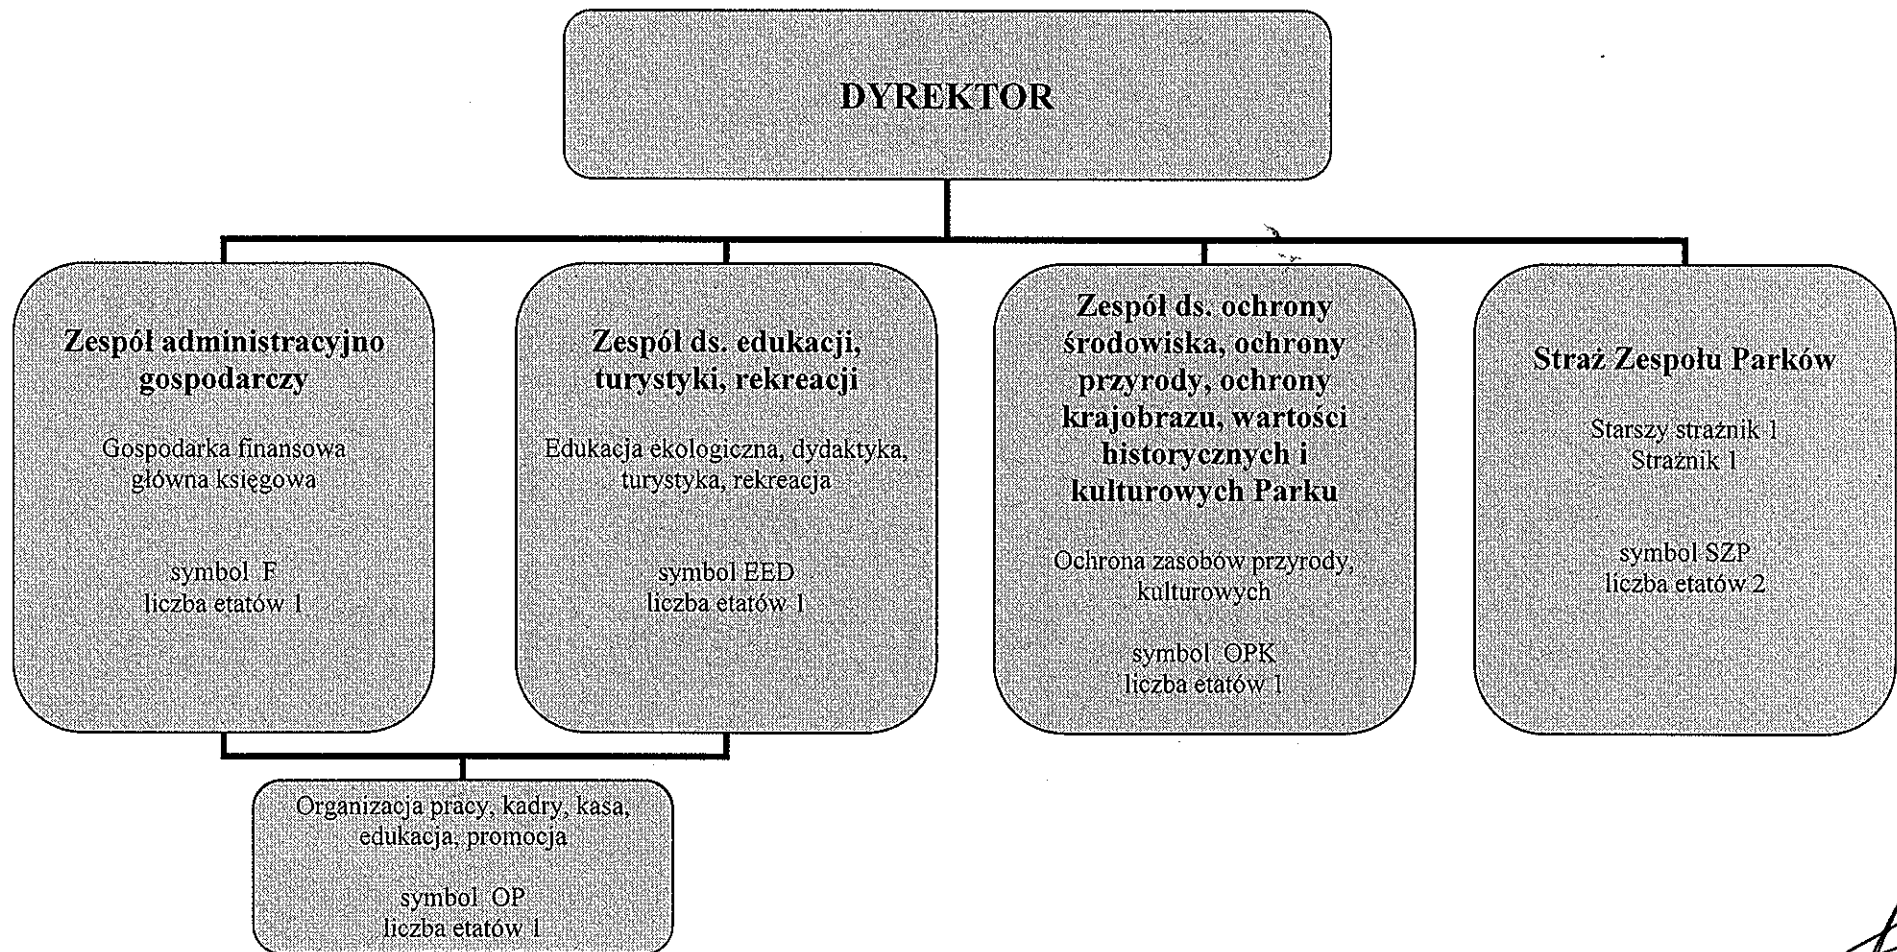 DYREKTOR
Zespół administracyjno
gospodarczy
Gospodarka finansowa
główna księgowa
symbol F
liczba etatów 1
Zespół ds. edukacji,
turystyki, rekreacji
Edukacja ekologiczna, dydaktyka,
turystyka, rekreacja
symbol EED
liczba etatów 1
Zespół ds. ochrony
środowiska, ochrony
przyrody, ochrony
krajobrazu, wartości
historycznych i
kulturowych Parku
Ochrona zasobów przyrody,
kulturowych
symbol OPK
liczba etatów 1
Straż Zespołu Parków
Starszy strażnik 1
Strażnik 1
symbol SZP
liczba etatów 2
Organizacja pracy, kadry, kasa,
edukacja, promocja
symbol OP
liczba etatów 1